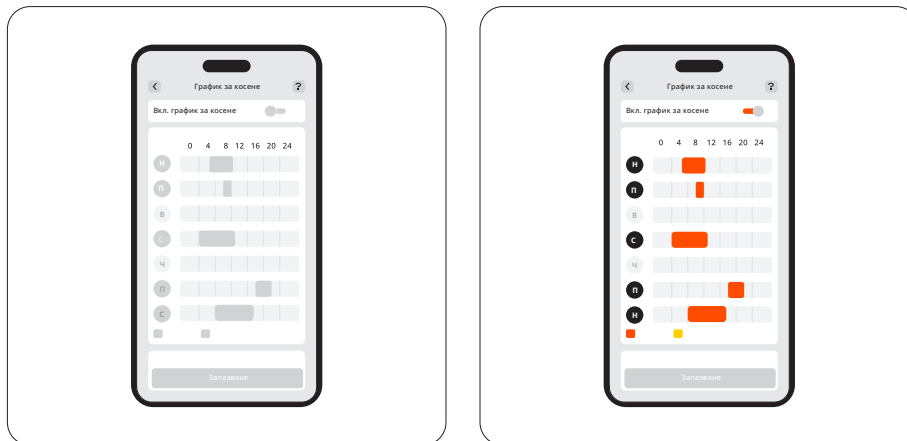 График за косене
?
Вкл. график за косене
0 4 8 12 16 20 24
Н
П
В
С
Ч
П
С
Запазване
График за косене
?
Вкл. график за косене
0 4 8 12 16 20 24
Н
П
В
С
Ч
П
Н
Запазване